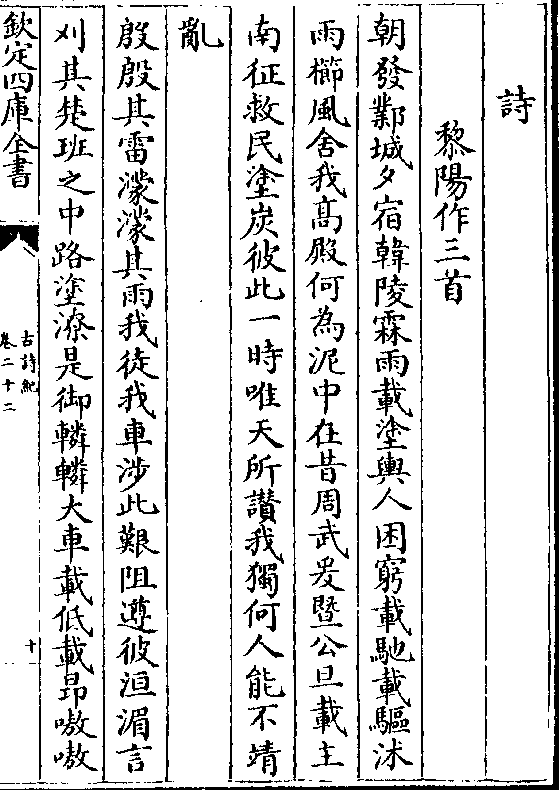 詩
黎陽作三首
朝發鄴城夕宿韓陵霖雨載塗輿人困窮載馳載驅沐
雨櫛風舍我髙殿何為泥中在昔周武爰暨公旦載主
南征救民塗炭彼此一時唯天所讃我獨何人能不靖
亂
殷殷其雷濛濛其雨我徒我車涉此艱阻遵彼洹湄言
刈其楚班之中路塗潦是御轔轔大車載低載昻嗷嗷
欽定四庫全書
古詩紀
卷二十二
十